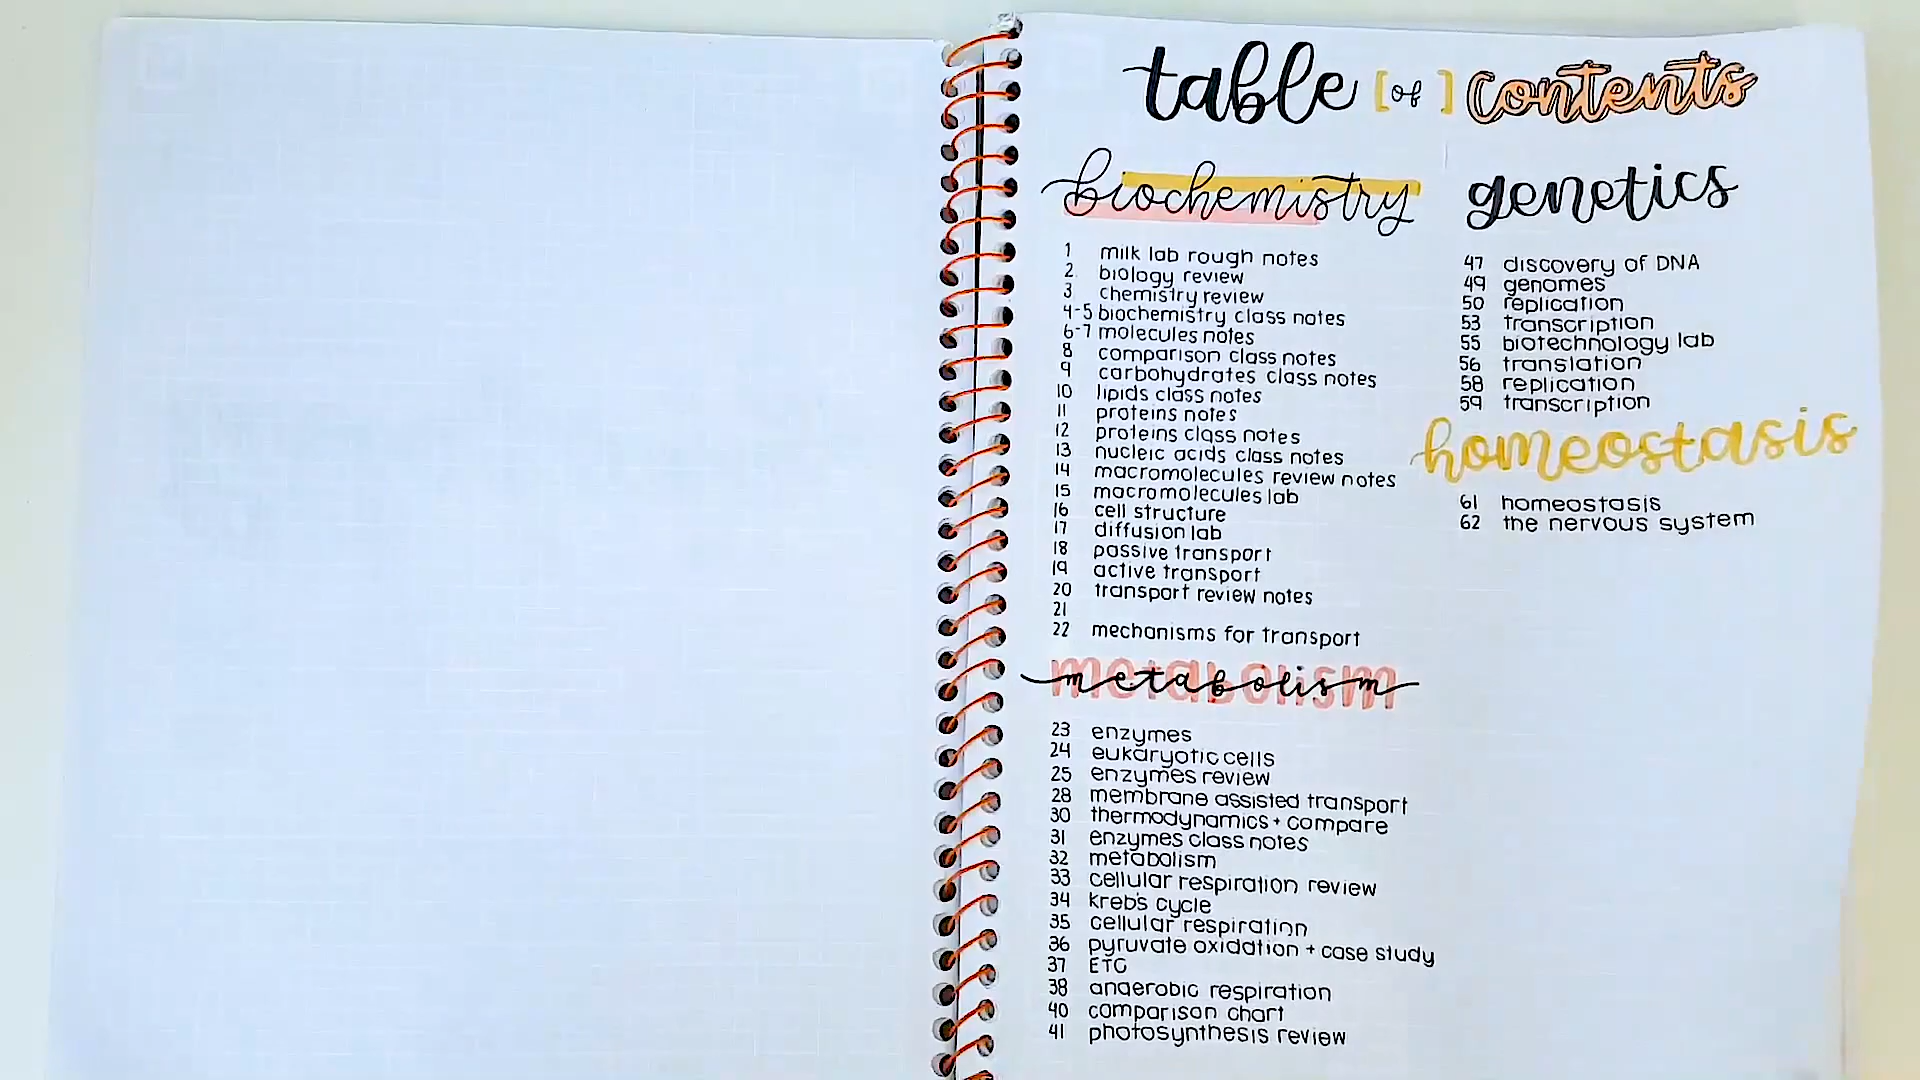 table [of] contents
biochemistry
1 milk lab rough notes
2 biology review
3 chemistry review
4-5 biochemistry class notes
6-7 molecules notes
8 comparison class notes
9 carbohydrates class notes
10 lipids class notes
11 proteins notes
12 proteins class notes
13 nucleic acids class notes
14 macromolecules review notes
15 macromolecules lab
16 cell structure
17 diffusion lab
18 passive transport
19 active transport
20 transport review notes
21
22 mechanisms for transport
metabolism
23 enzymes
24 eukaryotic cells
25 enzymes review
28 membrane assisted transport
30 thermodynamics + compare
31 enzymes class notes
32 metabolism
33 cellular respiration review
34 kreb's cycle
35 cellular respiration
36 pyruvate oxidation + case study
37 ETC
38 anaerobic respiration
40 comparison chart
41 photosynthesis review
genetics
47 discovery of DNA
49 genomes
50 replication
53 transcription
55 biotechnology lab
56 translation
58 replication
59 transcription
homeostasis
61 homeostasis
62 the nervous system